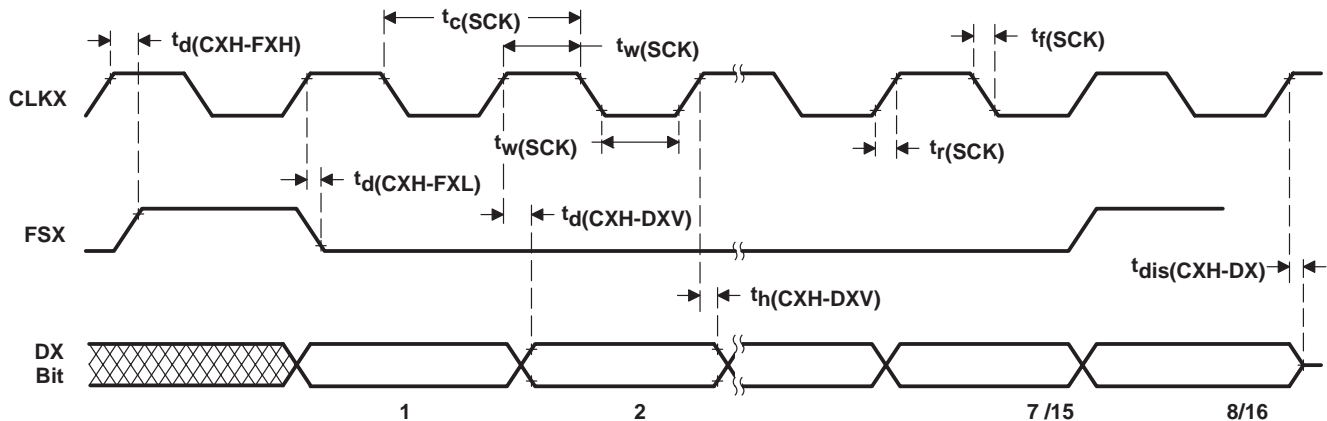 tc(SCK)
td(CXH-FXH)
tw(SCK)
tf(SCK)
CLKX
tw(SCK)
tr(SCK)
td(CXH-FXL)
td(CXH-DXV)
FSX
tdis(CXH-DX)
th(CXH-DXV)
DX
Bit
1 2 7 /15 8/16